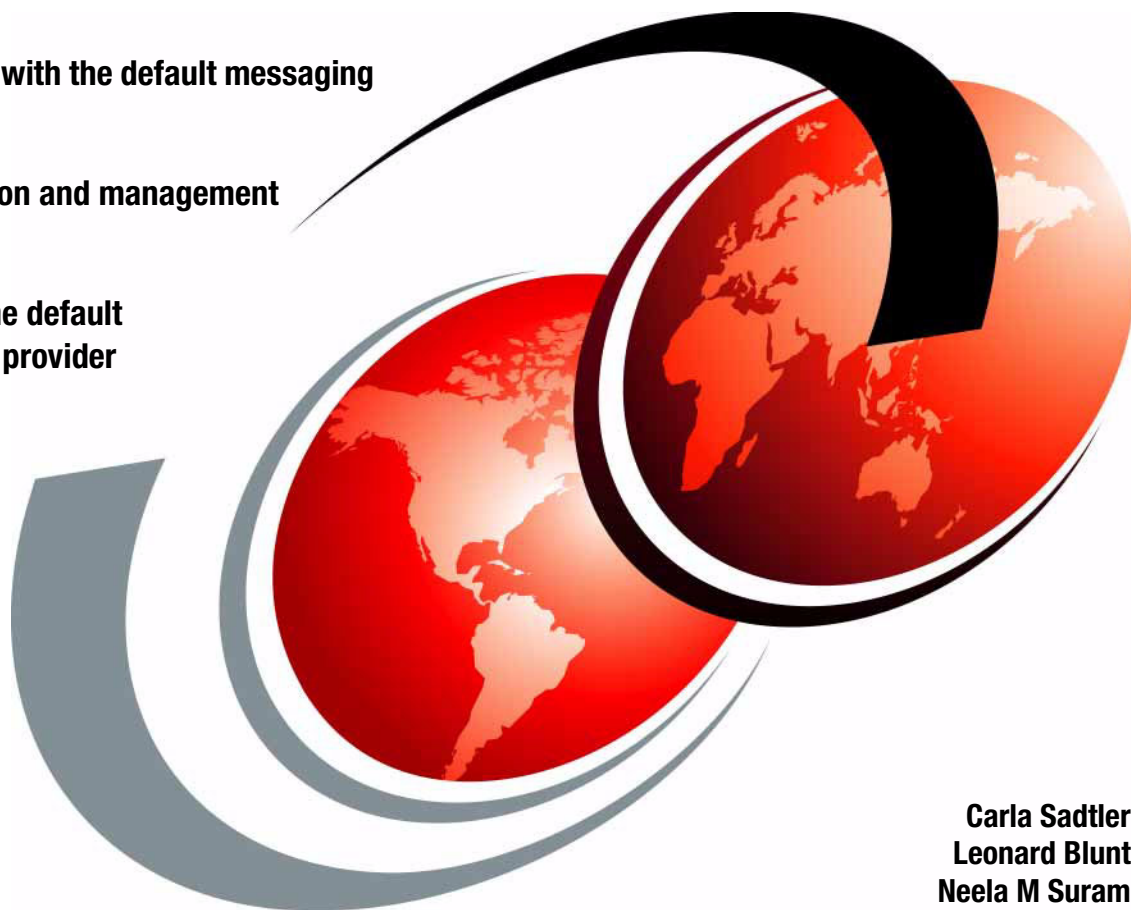 with the default messaging
on and management
e default
provider
Carla Sadtler
Leonard Blunt
Neela M Suram